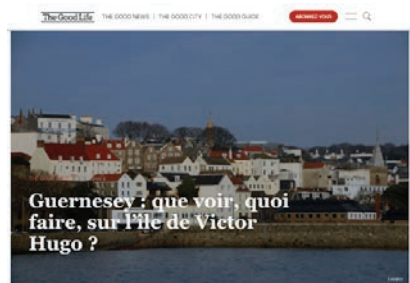 The Good Life THE GOOD NEWS | THE GOOD CITY | THE GOOD GUIDE ABONNEZ-VOUS
Guernesey : que voir, quoi
faire, sur l'île de Victor
Hugo ?